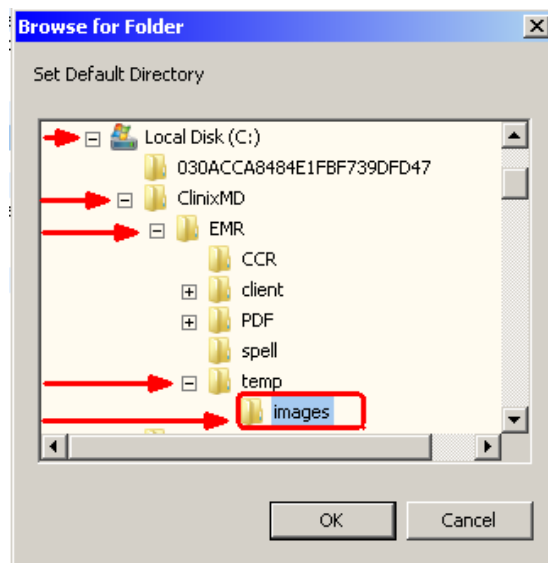 Browse for Folder
Set Default Directory
Local Disk (C:)
030ACCA8484E1FBF739DFD47
ClinixMD
EMR
CCR
client
PDF
spell
temp
images
OK
Cancel